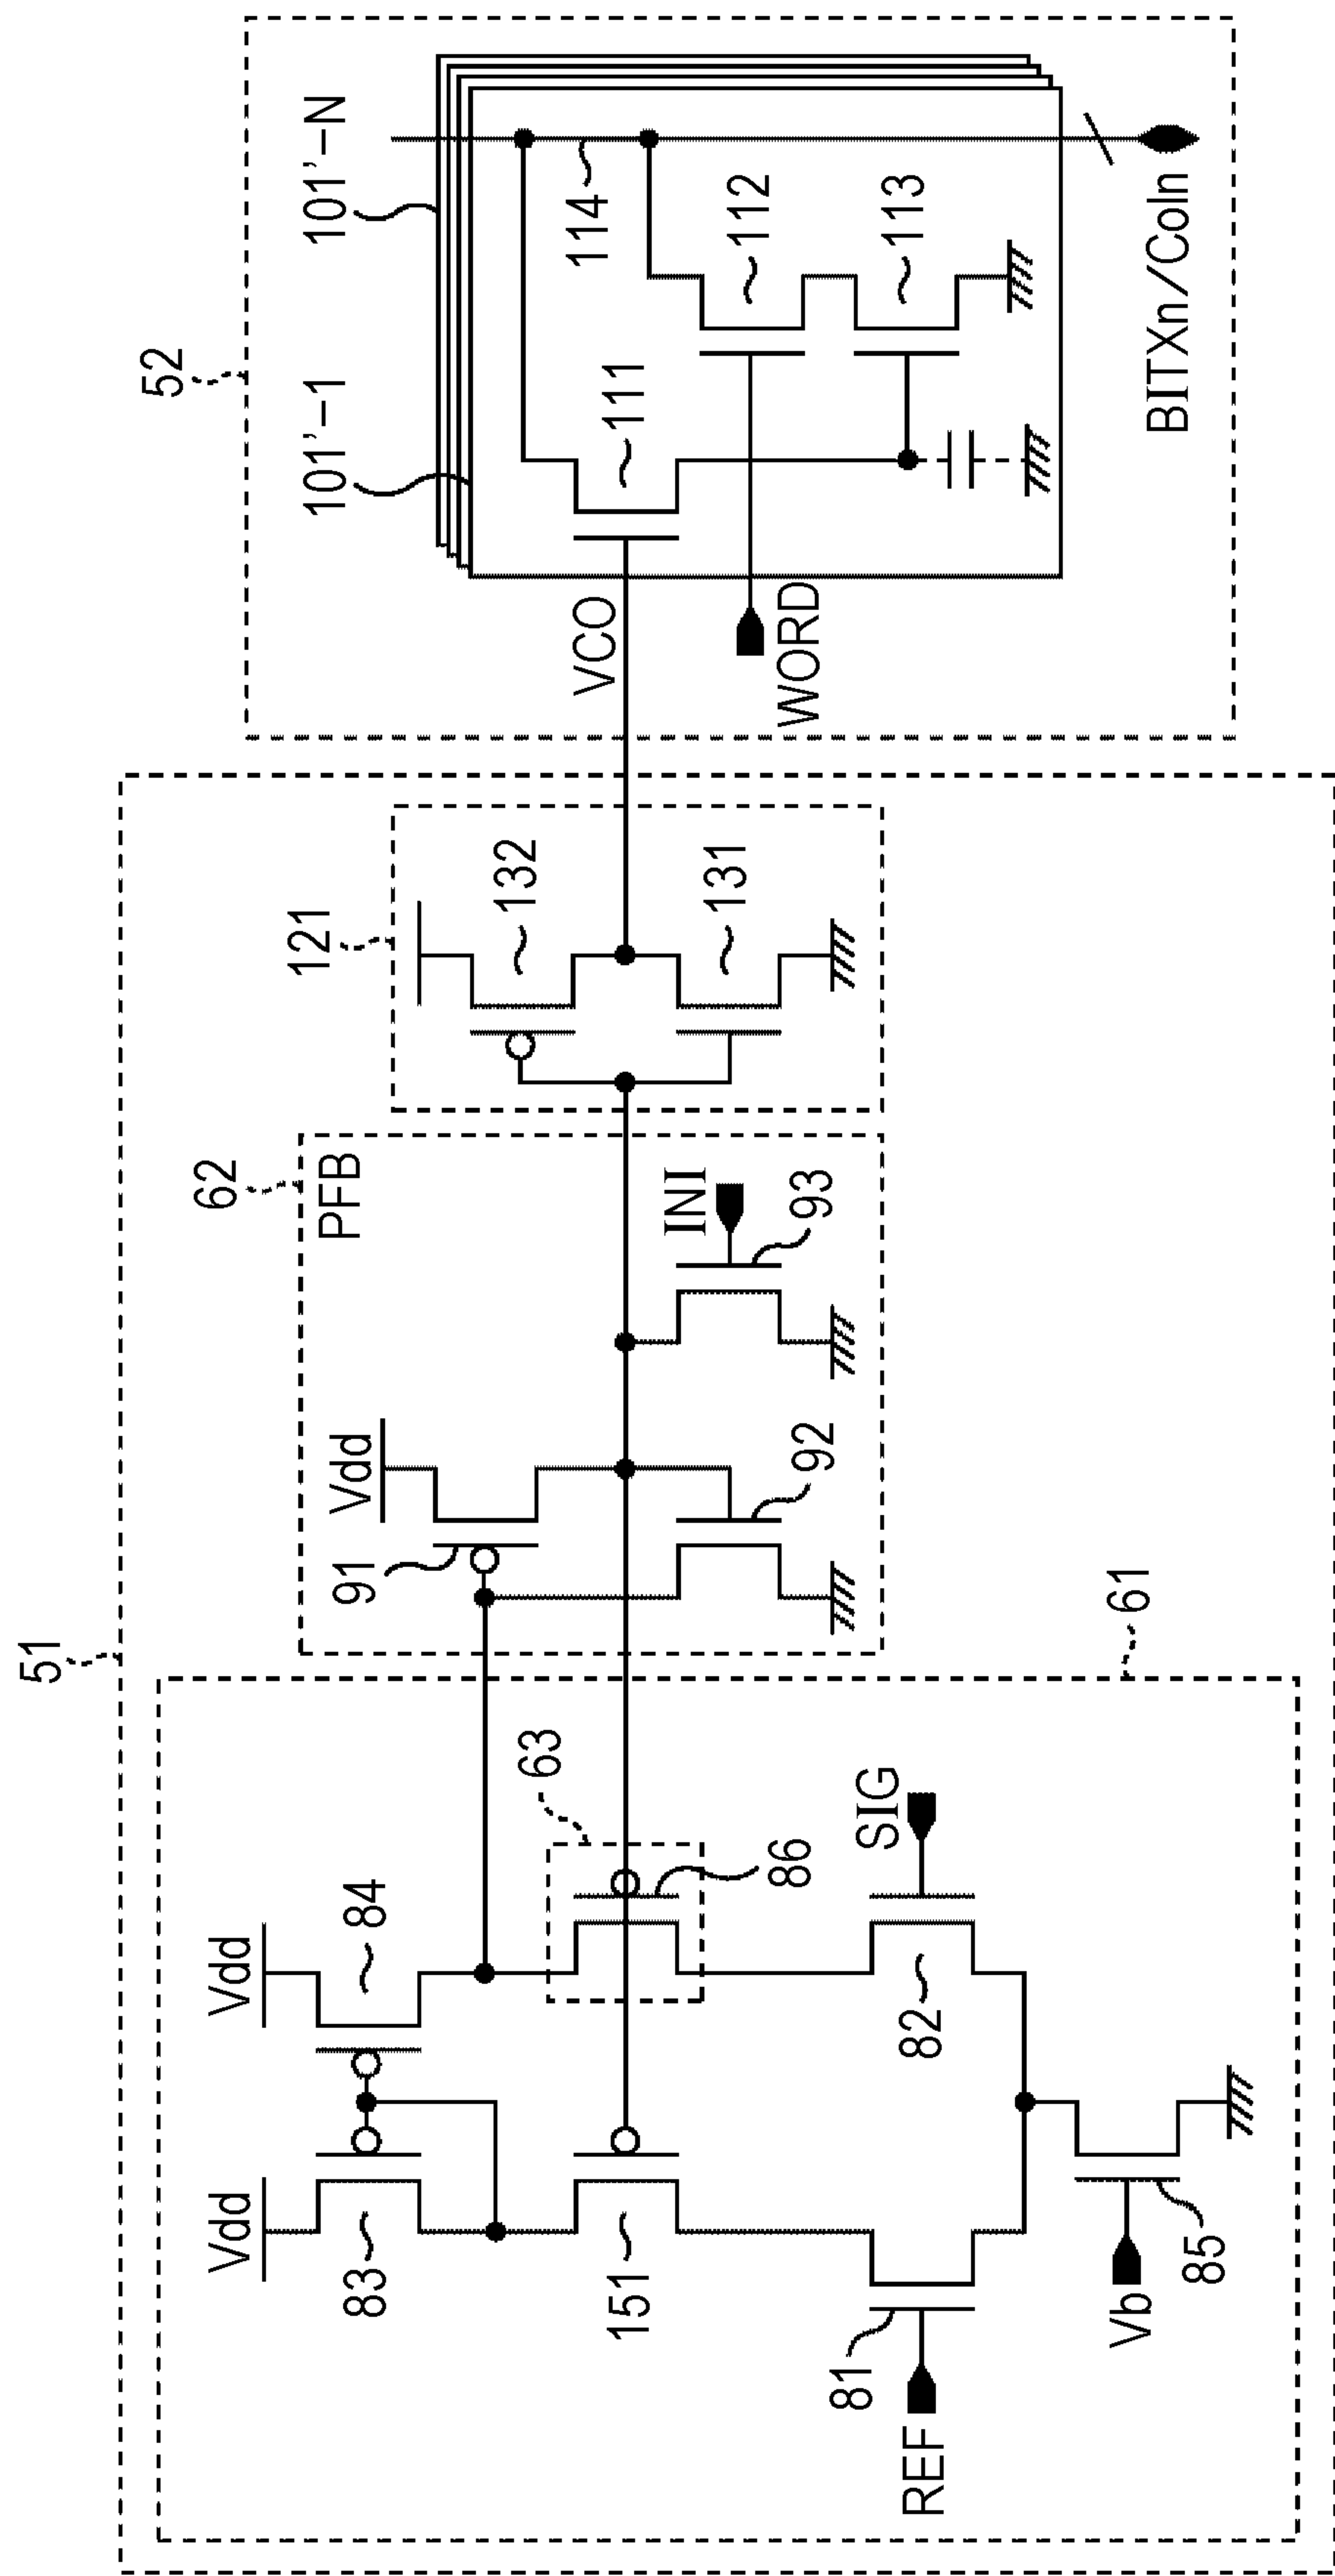 51
52
61
62
PFB
63
121
Vdd
Vdd
Vdd
83
84
151
86
81
82
85
REF
SIG
Vb
91
92
93
INI
132
131
VCO
WORD
101'-1
101'-N
111
112
113
114
BITXn/Coln